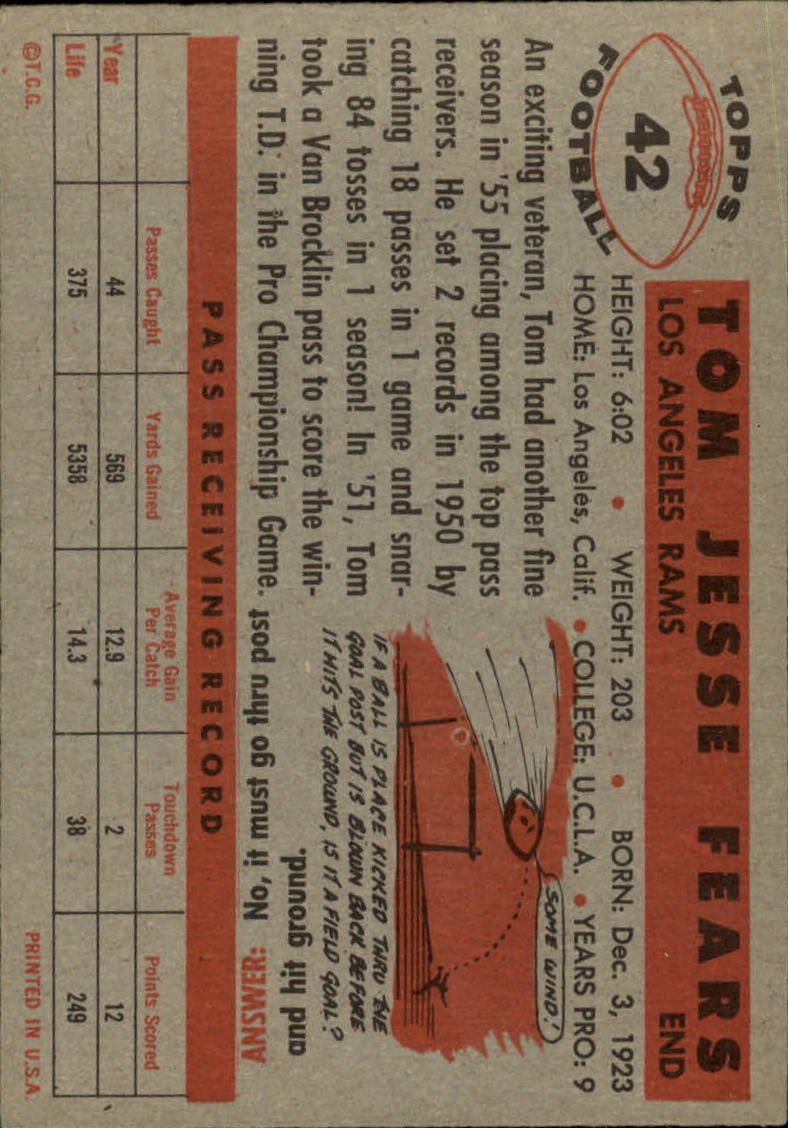 TOPPS
42
FOOTBALL
TOM JESSE FEARS
LOS ANGELES RAMS END
HEIGHT: 6:02 • WEIGHT: 203 • BORN: Dec. 3, 1923
HOME: Los Angeles, Calif. • COLLEGE: U.C.L.A. • YEARS PRO: 9
An exciting veteran, Tom had another fine
season in '55 placing among the top pass
receivers. He set 2 records in 1950 by
catching 18 passes in 1 game and snar-
ing 84 tosses in 1 season! In '51, Tom
took a Van Brocklin pass to score the win-
ning T.D. in the Pro Championship Game.
SOME WIND!
IF A BALL IS PLACE KICKED THRU THE
GOAL POST BUT IS BLOWN BACK BEFORE
IT HITS THE GROUND, IS IT A FIELD GOAL?
ANSWER: No, it must go thru post
and hit ground.
PASS RECEIVING RECORD
Passes Caught Yards Gained Average Gain Per Catch Touchdown Passes Points Scored
Year 44 569 12.9 2 12
Life 375 5358 14.3 38 249
©T.C.G. PRINTED IN U.S.A.